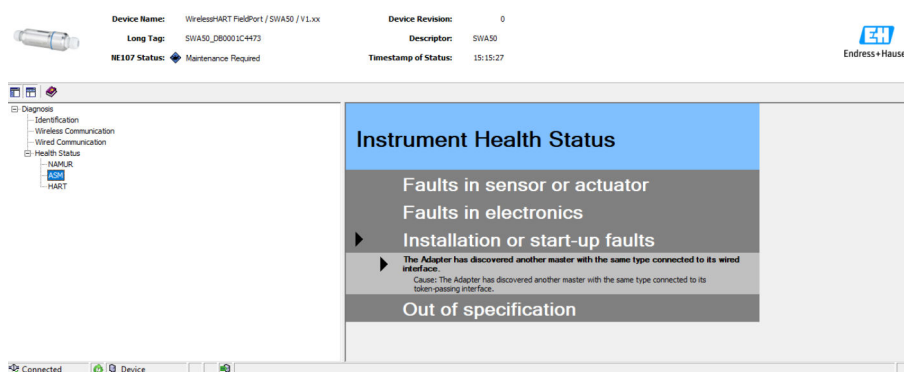 Device Name: WirelessHART FieldPort / SWA50 / V1.xx Device Revision: 0
Long Tag: SWA50_DB0001C4473 Descriptor: SWA50
NE107 Status: Maintenance Required Timestamp of Status: 15:15:27
EH
Endress+Hause
Diagnosis
Identification
Wireless Communication
Wired Communication
Health Status
NAMUR
ASM
HART
Instrument Health Status
Faults in sensor or actuator
Faults in electronics
Installation or start-up faults
The Adapter has discovered another master with the same type connected to its wired
interface.
Cause: The Adapter has discovered another master with the same type connected to its
token-passing interface.
Out of specification
Connected Device